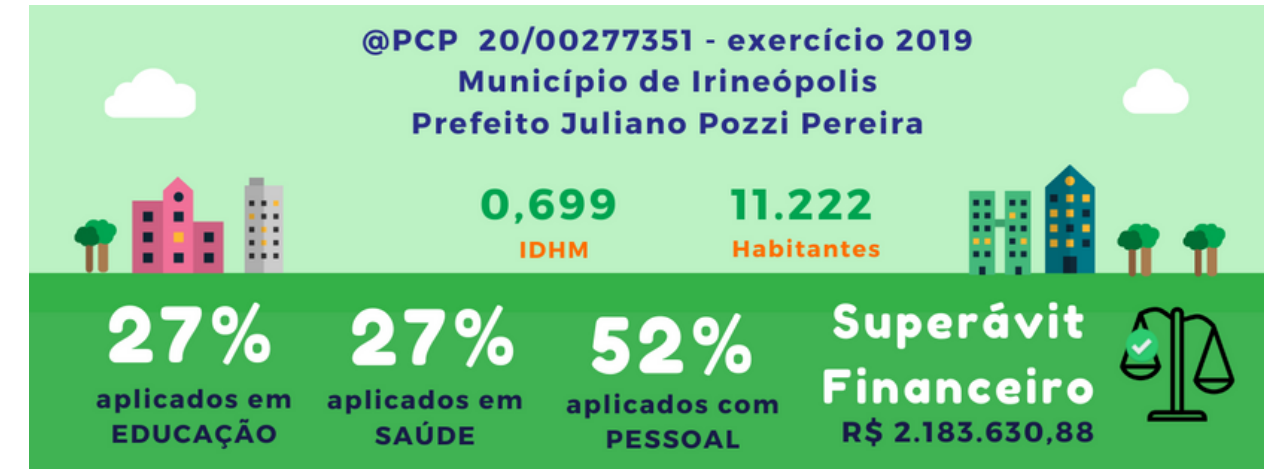 @PCP 20/00277351 - exercício 2019
Município de Irineópolis
Prefeito Juliano Pozzi Pereira
0,699
IDHM
11.222
Habitantes
27%
aplicados em
EDUCAÇÃO
27%
aplicados em
SAÚDE
52%
aplicados com
PESSOAL
Superávit
Financeiro
R$ 2.183.630,88